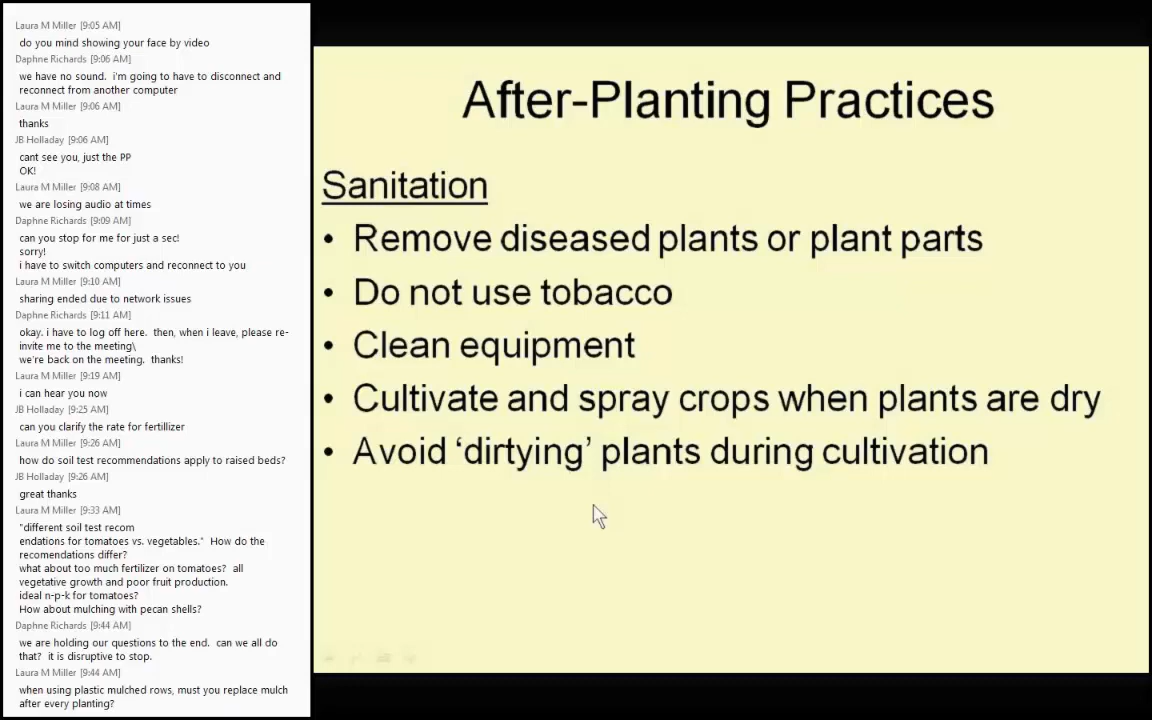 Laura M Miller [9:05 AM]
do you mind showing your face by video
Daphne Richards [9:06 AM]
we have no sound.  i'm going to have to disconnect and
reconnect from another computer
Laura M Miller [9:06 AM]
thanks
JB Holladay [9:06 AM]
cant see you, just the PP
OK!
Laura M Miller [9:08 AM]
we are losing audio at times
Daphne Richards [9:09 AM]
can you stop for me for just a sec!
sorry!
i have to switch computers and reconnect to you
Laura M Miller [9:10 AM]
sharing ended due to network issues
Daphne Richards [9:11 AM]
okay. i have to log off here.  then, when i leave, please re-
invite me to the meeting\
we're back on the meeting.  thanks!
Laura M Miller [9:19 AM]
i can hear you now
JB Holladay [9:25 AM]
can you clarify the rate for fertillizer
Laura M Miller [9:26 AM]
how do soil test recommendations apply to raised beds?
JB Holladay [9:26 AM]
great thanks
Laura M Miller [9:33 AM]
"different soil test recom
endations for tomatoes vs. vegetables."  How do the
recomendations differ?
what about too much fertilizer on tomatoes?  all
vegetative growth and poor fruit production.
ideal n-p-k for tomatoes?
How about mulching with pecan shells?
Daphne Richards [9:44 AM]
we are holding our questions to the end.  can we all do
that?  it is disruptive to stop.
Laura M Miller [9:44 AM]
when using plastic mulched rows, must you replace mulch
after every planting?
After-Planting Practices
Sanitation
• Remove diseased plants or plant parts
• Do not use tobacco
• Clean equipment
• Cultivate and spray crops when plants are dry
• Avoid 'dirtying' plants during cultivation